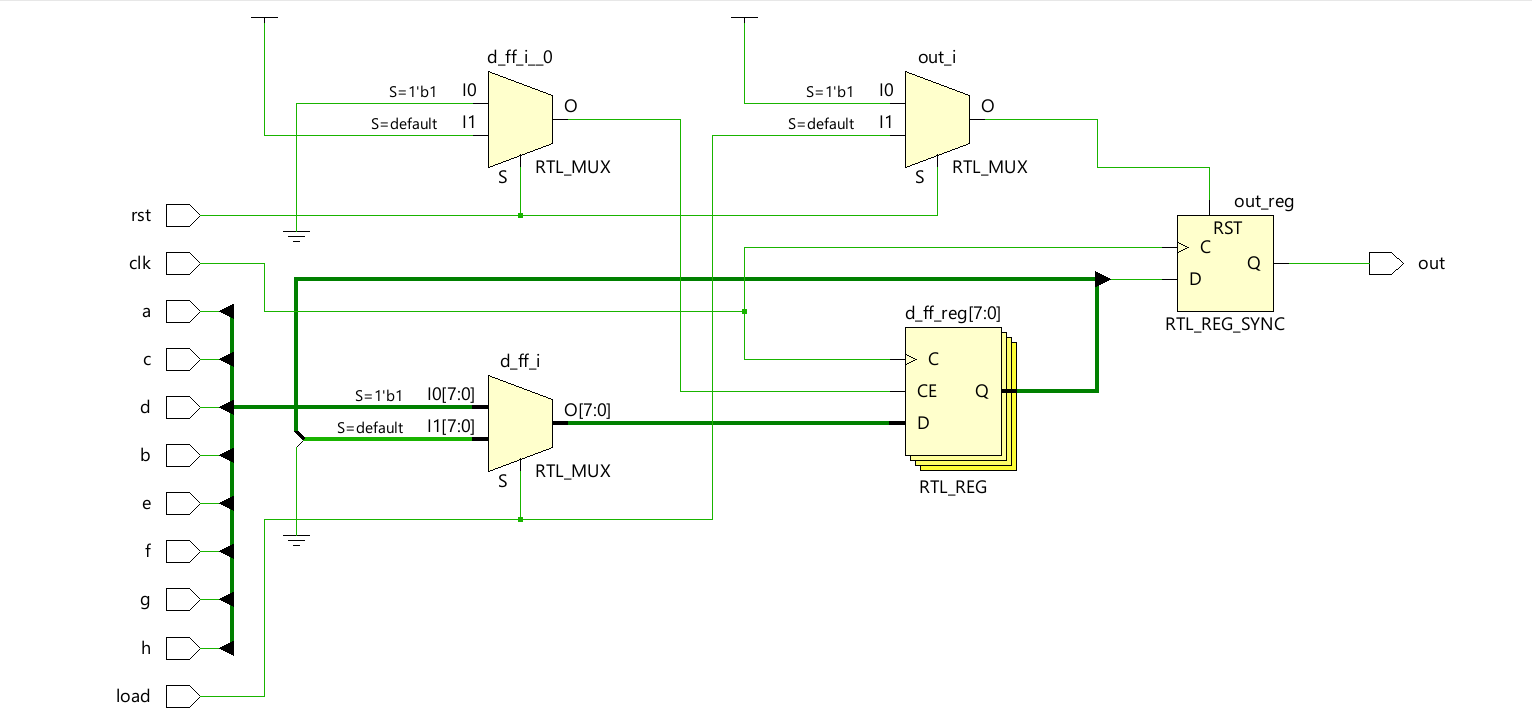 d_ff_i__0
out_i
S=1'b1 I0
O
S=default I1
RTL_MUX
S
S=1'b1 I0
O
S=default I1
RTL_MUX
S
rst
out_reg
RST
C
Q
D
RTL_REG_SYNC
out
clk
a
d_ff_reg[7:0]
c
C
CE
Q
D
RTL_REG
d_ff_i
d
S=1'b1 I0[7:0]
O[7:0]
S=default I1[7:0]
RTL_MUX
S
b
e
f
g
h
load